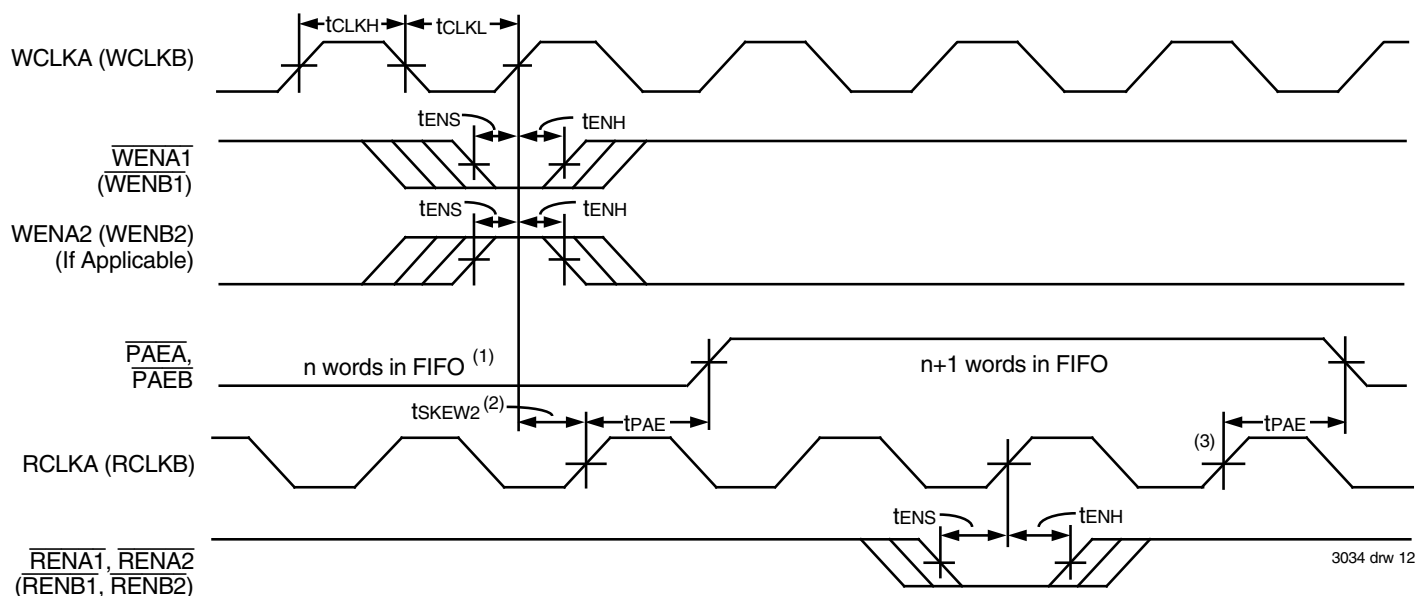 tCLKH tCLKL
WCLKA (WCLKB)
tENS tENH
WENA1
(WENB1)
tENS tENH
WENA2 (WENB2)
(If Applicable)
PAEA,
PAEB
n words in FIFO (1) n+1 words in FIFO
tSKEW2 (2) tPAE tPAE
RCLKA (RCLKB) (3)
tENS tENH
RENA1, RENA2
(RENB1, RENB2)
3034 drw 12